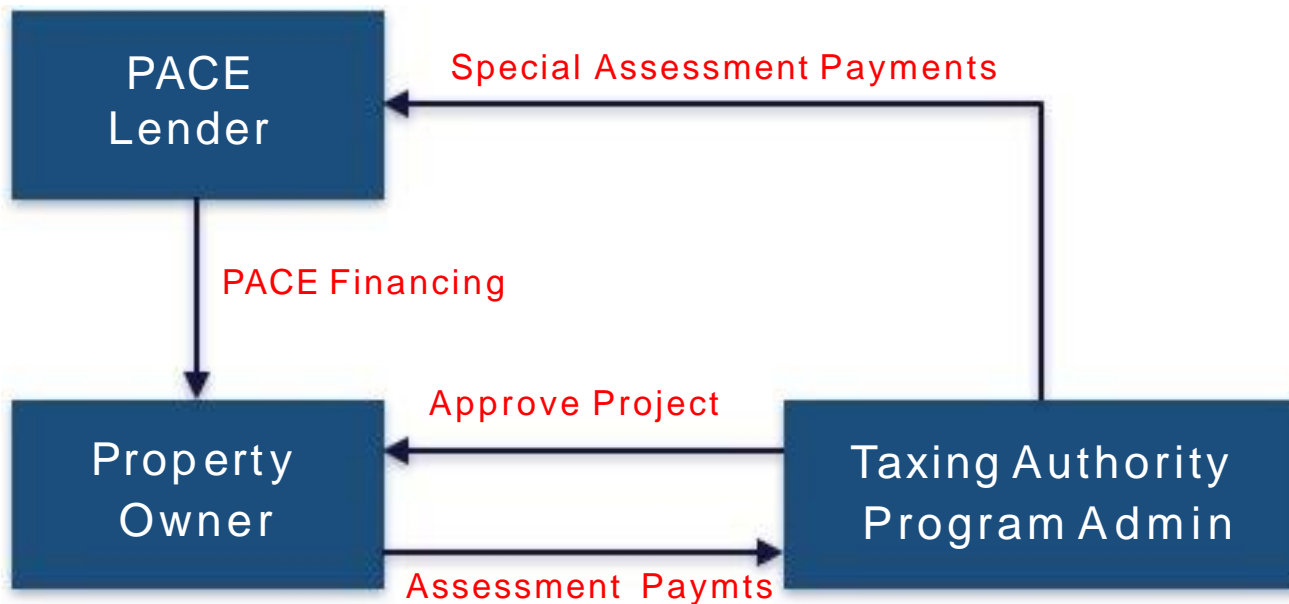 PACE
Lender
Special Assessment Payments
PACE Financing
Approve Project
Property
Owner
Taxing Authority
Program Admin
Assessment Paymts